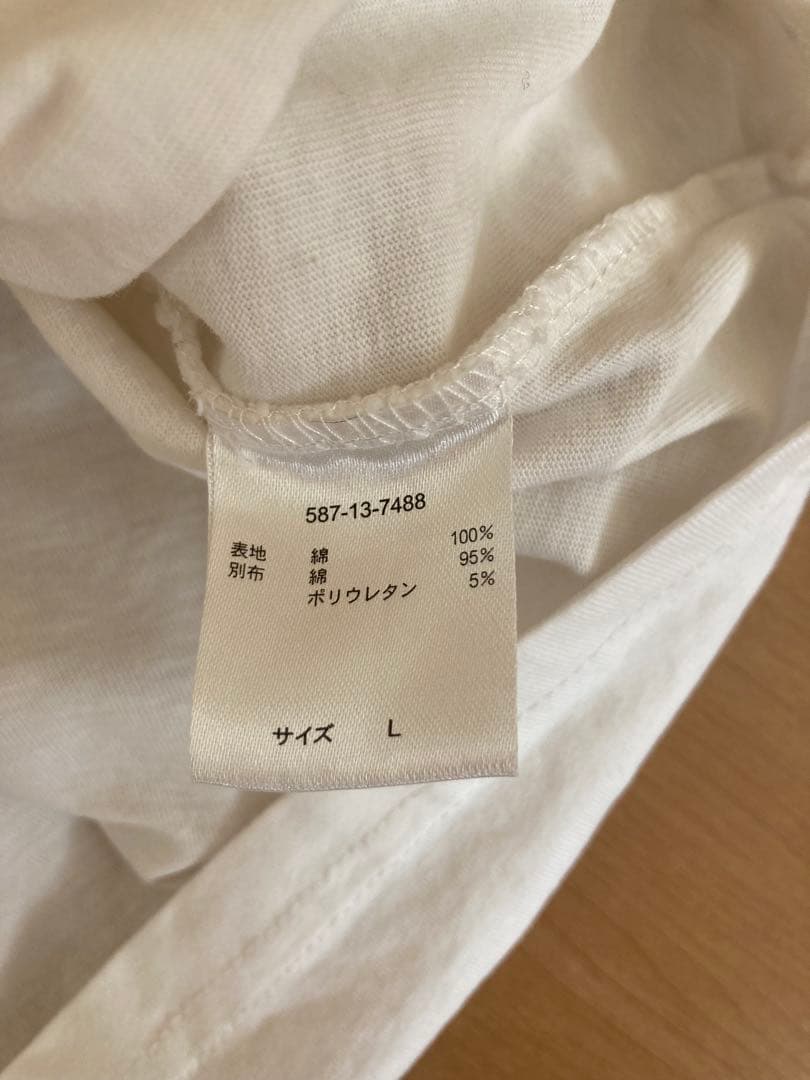 587-13-7488
表地 綿 100%
別布 綿 95%
ポリウレタン 5%
サイズ L